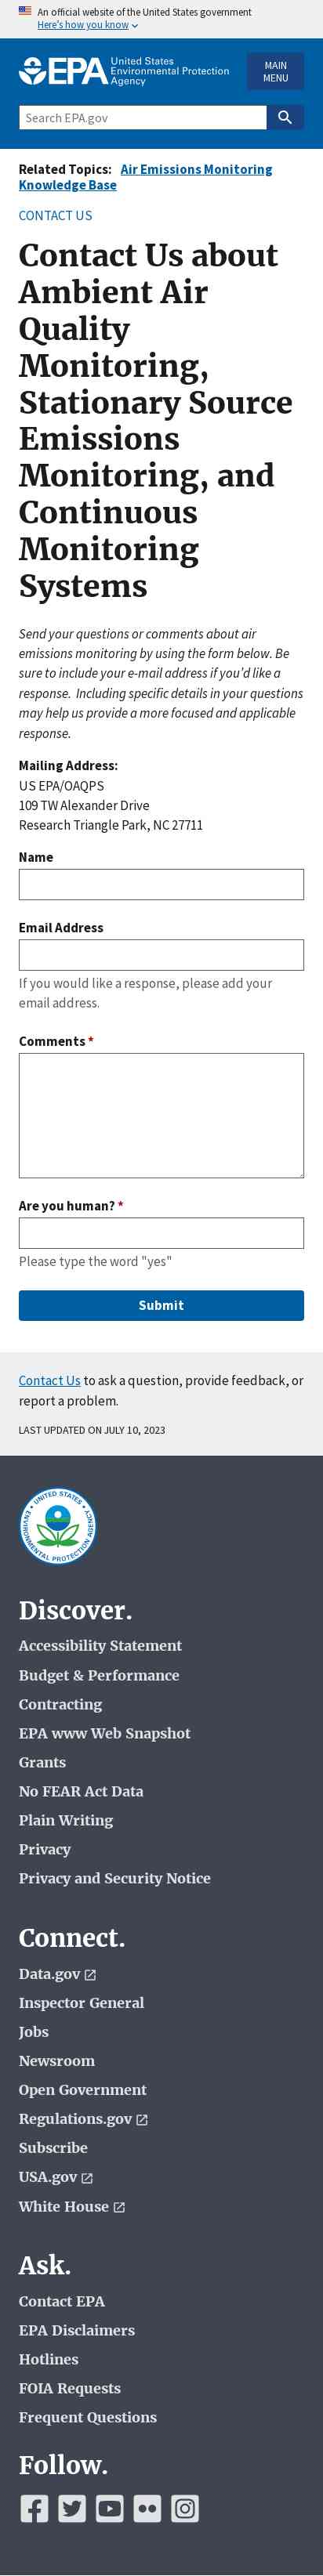 An official website of the United States government
Here's how you know
EPA United States
Environmental Protection
Agency
MAIN
MENU
Search EPA.gov
Related Topics: Air Emissions Monitoring
Knowledge Base
CONTACT US
Contact Us about
Ambient Air
Quality
Monitoring,
Stationary Source
Emissions
Monitoring, and
Continuous
Monitoring
Systems
Send your questions or comments about air
emissions monitoring by using the form below. Be
sure to include your e-mail address if you'd like a
response.  Including specific details in your questions
may help us provide a more focused and applicable
response.
Mailing Address:
US EPA/OAQPS
109 TW Alexander Drive
Research Triangle Park, NC 27711
Name
Email Address
If you would like a response, please add your
email address.
Comments *
Are you human? *
Please type the word "yes"
Submit
Contact Us to ask a question, provide feedback, or
report a problem.
LAST UPDATED ON JULY 10, 2023
UNITED STATES
ENVIRONMENTAL PROTECTION AGENCY
Discover.
Accessibility Statement
Budget & Performance
Contracting
EPA www Web Snapshot
Grants
No FEAR Act Data
Plain Writing
Privacy
Privacy and Security Notice
Connect.
Data.gov
Inspector General
Jobs
Newsroom
Open Government
Regulations.gov
Subscribe
USA.gov
White House
Ask.
Contact EPA
EPA Disclaimers
Hotlines
FOIA Requests
Frequent Questions
Follow.